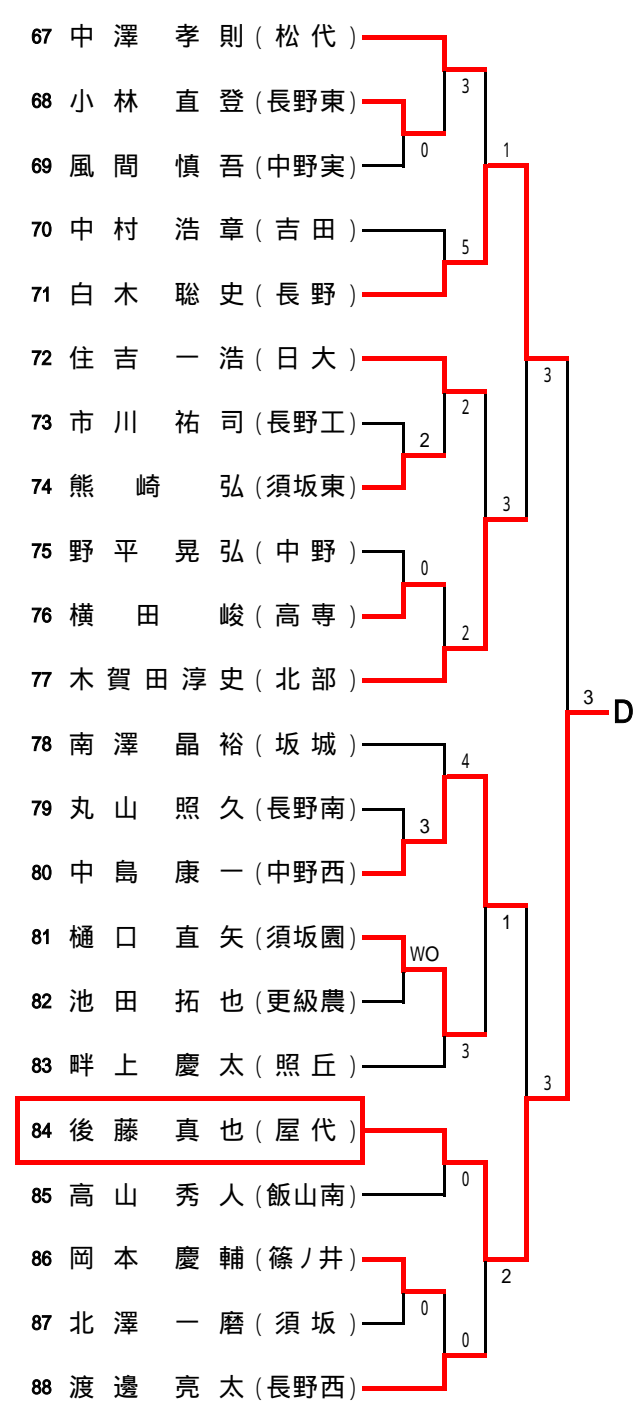 67 中澤 孝則 ( 松代 )
3
68 小林 直登 (長野東)
0
1
69 風間 慎吾 (中野実)
70 中村 浩章 ( 吉田 )
5
71 白木 聡史 ( 長野 )
72 住吉 一浩 ( 日大 )
3
2
73 市川 祐司 (長野工)
2
74 熊崎 弘 (須坂東)
3
75 野平 晃弘 ( 中野 )
0
76 横田 峻 ( 高専 )
2
77 木賀田淳史 ( 北部 )
3 D
78 南澤 晶裕 ( 坂城 )
4
79 丸山 照久 (長野南)
3
80 中島 康一 (中野西)
1
81 樋口 直矢 (須坂園)
WO
82 池田 拓也 (更級農)
3
83 畔上 慶太 ( 照丘 )
3
84 後藤 真也 ( 屋代 )
0
85 高山 秀人 (飯山南)
86 岡本 慶輔 (篠ノ井)
2
0
87 北澤 一磨 ( 須坂 )
0
88 渡邊 亮太 (長野西)